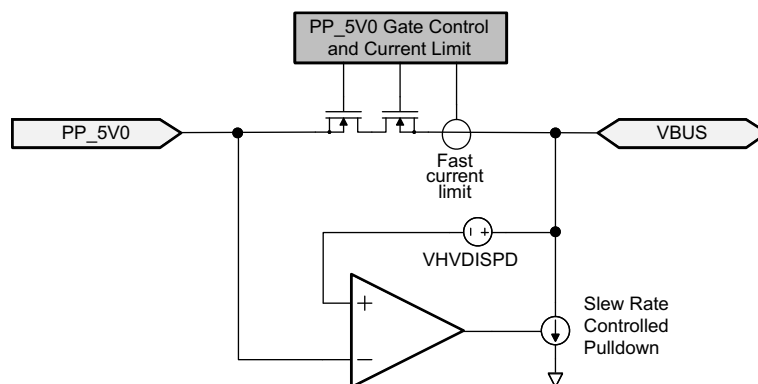 PP_5V0 Gate Control
and Current Limit
PP_5V0
VBUS
Fast
current
limit
− +
VHVDISPD
+
−
Slew Rate
Controlled
Pulldown